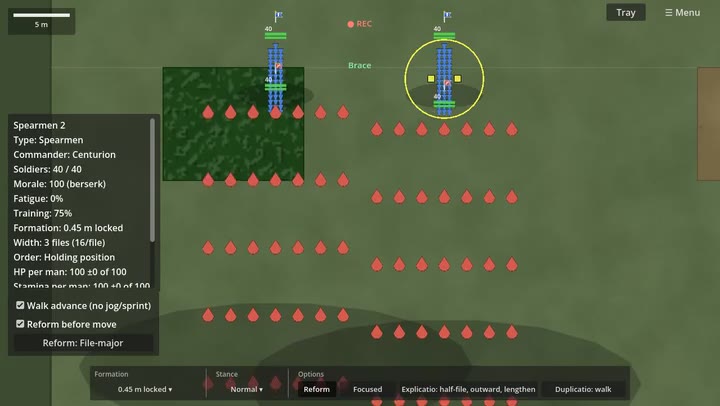 5 m
40
REC
40
Tray
☰ Menu
Brace
40
40
Spearmen 2
Type: Spearmen
Commander: Centurion
Soldiers: 40 / 40
Morale: 100 (berserk)
Fatigue: 0%
Training: 75%
Formation: 0.45 m locked
Width: 3 files (16/file)
Order: Holding position
HP per man: 100 ±0 of 100
Stamina per man: 100 ±0 of 100
Walk advance (no jog/sprint)
Reform before move
Reform: File-major
Formation
Stance
Options
0.45 m locked ▾
Normal ▾
Reform
Focused
Explicatio: half-file, outward, lengthen
Duplicatio: walk